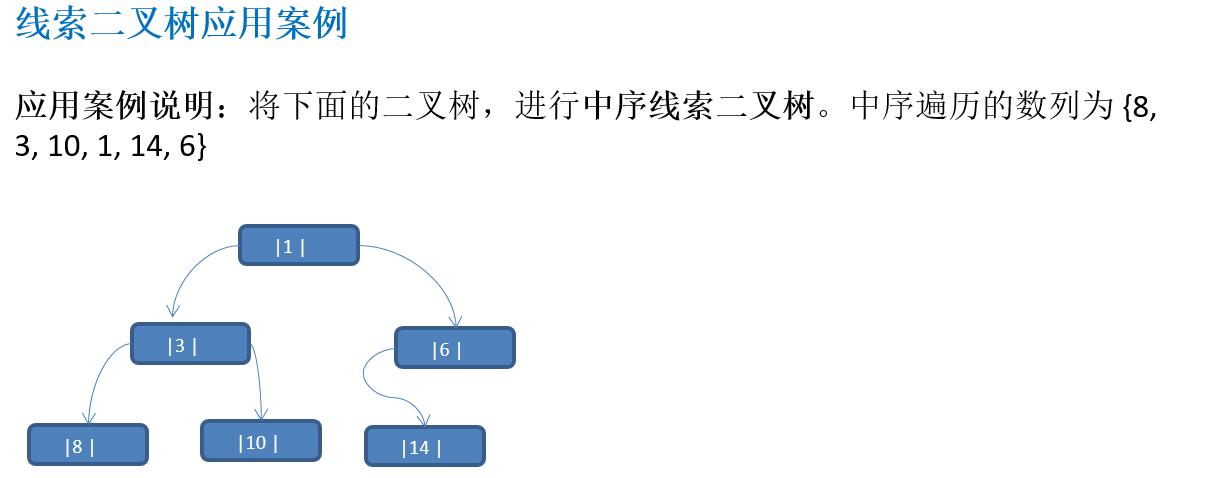 线索二叉树应用案例
应用案例说明：将下面的二叉树，进行中序线索二叉树。中序遍历的数列为 {8,
3, 10, 1, 14, 6}
|1 |
|3 |
|6 |
|8 |
|10 |
|14 |